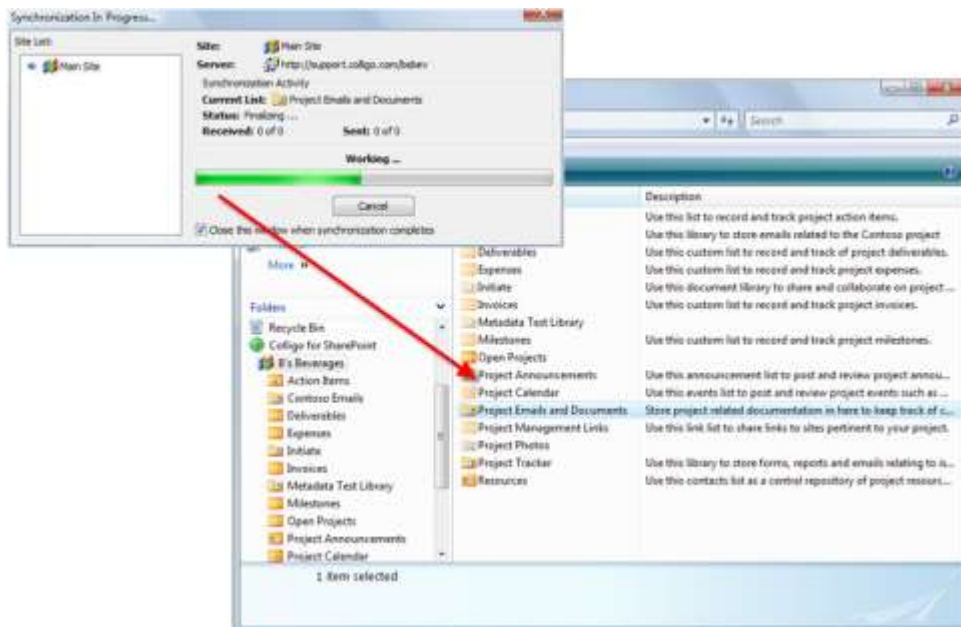 Synchronization In Progress...
Site List:
Main Site
Site: Main Site
Server: http://support.colligo.com/bsbev
Synchronization Activity
Current List: Project Emails and Documents
Status: Finalizing ...
Received: 0 of 0 Sent: 0 of 0
Working ...
Cancel
Close this window when synchronization completes
Search
More »
Folders
Recycle Bin
Colligo for SharePoint
B's Beverages
Action Items
Contoso Emails
Deliverables
Expenses
Initiate
Invoices
Metadata Test Library
Milestones
Open Projects
Project Announcements
Project Calendar
Description
Use this list to record and track project action items.
Use this library to store emails related to the Contoso project
Deliverables Use this custom list to record and track of project deliverables.
Expenses Use this custom list to record and track project expenses.
Initiate Use this document library to share and collaborate on project ...
Invoices Use this custom list to record and track project invoices.
Metadata Test Library
Milestones Use this custom list to record and track project milestones.
Open Projects
Project Announcements Use this announcement list to post and review project annou...
Project Calendar Use this events list to post and review project events such as ...
Project Emails and Documents Store project related documentation in here to keep track of c...
Project Management Links Use this link list to share links to sites pertinent to your project.
Project Photos
Project Tracker Use this library to store forms, reports and emails relating to is...
Resources Use this contacts list as a central repository of project resourc...
1 item selected